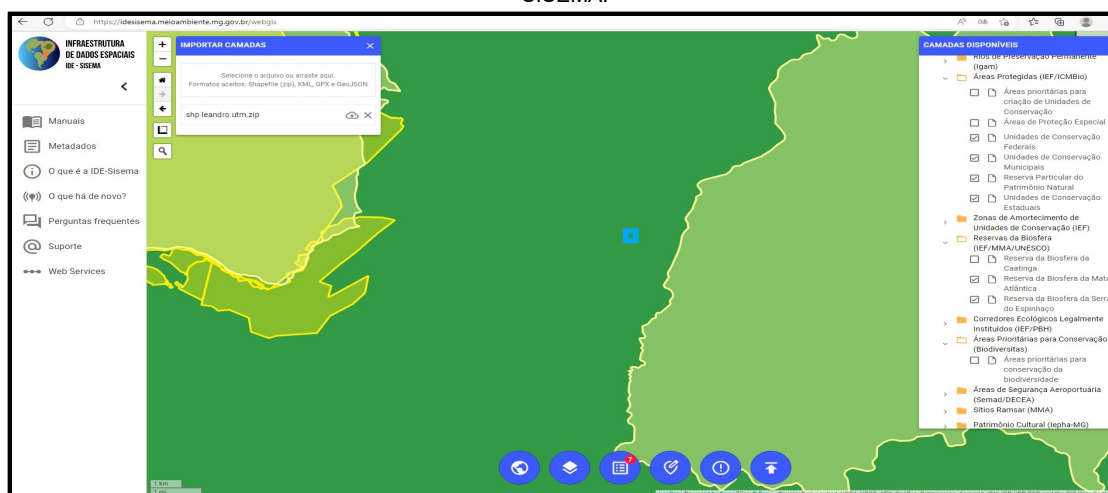 SISEMA.
https://idesisema.meioambiente.mg.gov.br/webgis
INFRAESTRUTURA
DE DADOS ESPACIAIS
IDE - SISEMA
Manuais
Metadados
O que é a IDE-Sisema
O que há de novo?
Perguntas frequentes
Suporte
Web Services
IMPORTAR CAMADAS
Selecione o arquivo ou arraste aqui.
Formatos aceitos: Shapefile (zip), KML, GPX e GeoJSON
shp leandro utm.zip
CAMADAS DISPONÍVEIS
Rios de Preservação Permanente
(Igam)
Áreas Protegidas (IEF/ICMBio)
Áreas prioritárias para
criação de Unidades de
Conservação
Áreas de Proteção Especial
Unidades de Conservação
Federais
Unidades de Conservação
Municipais
Reserva Particular do
Patrimônio Natural
Unidades de Conservação
Estaduais
Zonas de Amortecimento de
Unidades de Conservação (IEF)
Reservas da Biosfera
(IEF/MMA/UNESCO)
Reserva da Biosfera da
Caatinga
Reserva da Biosfera da Mata
Atlântica
Reserva da Biosfera da Serra
do Espinhaço
Corredores Ecológicos Legalmente
Instituídos (IEF/PBH)
Áreas Prioritárias para Conservação
(Biodiversitas)
Áreas prioritárias para
conservação da
biodiversidade
Áreas de Segurança Aeroportuária
(Semad/DECEA)
Sítios Ramsar (MMA)
Patrimônio Cultural (Iepha-MG)
7
1 km
1 mi